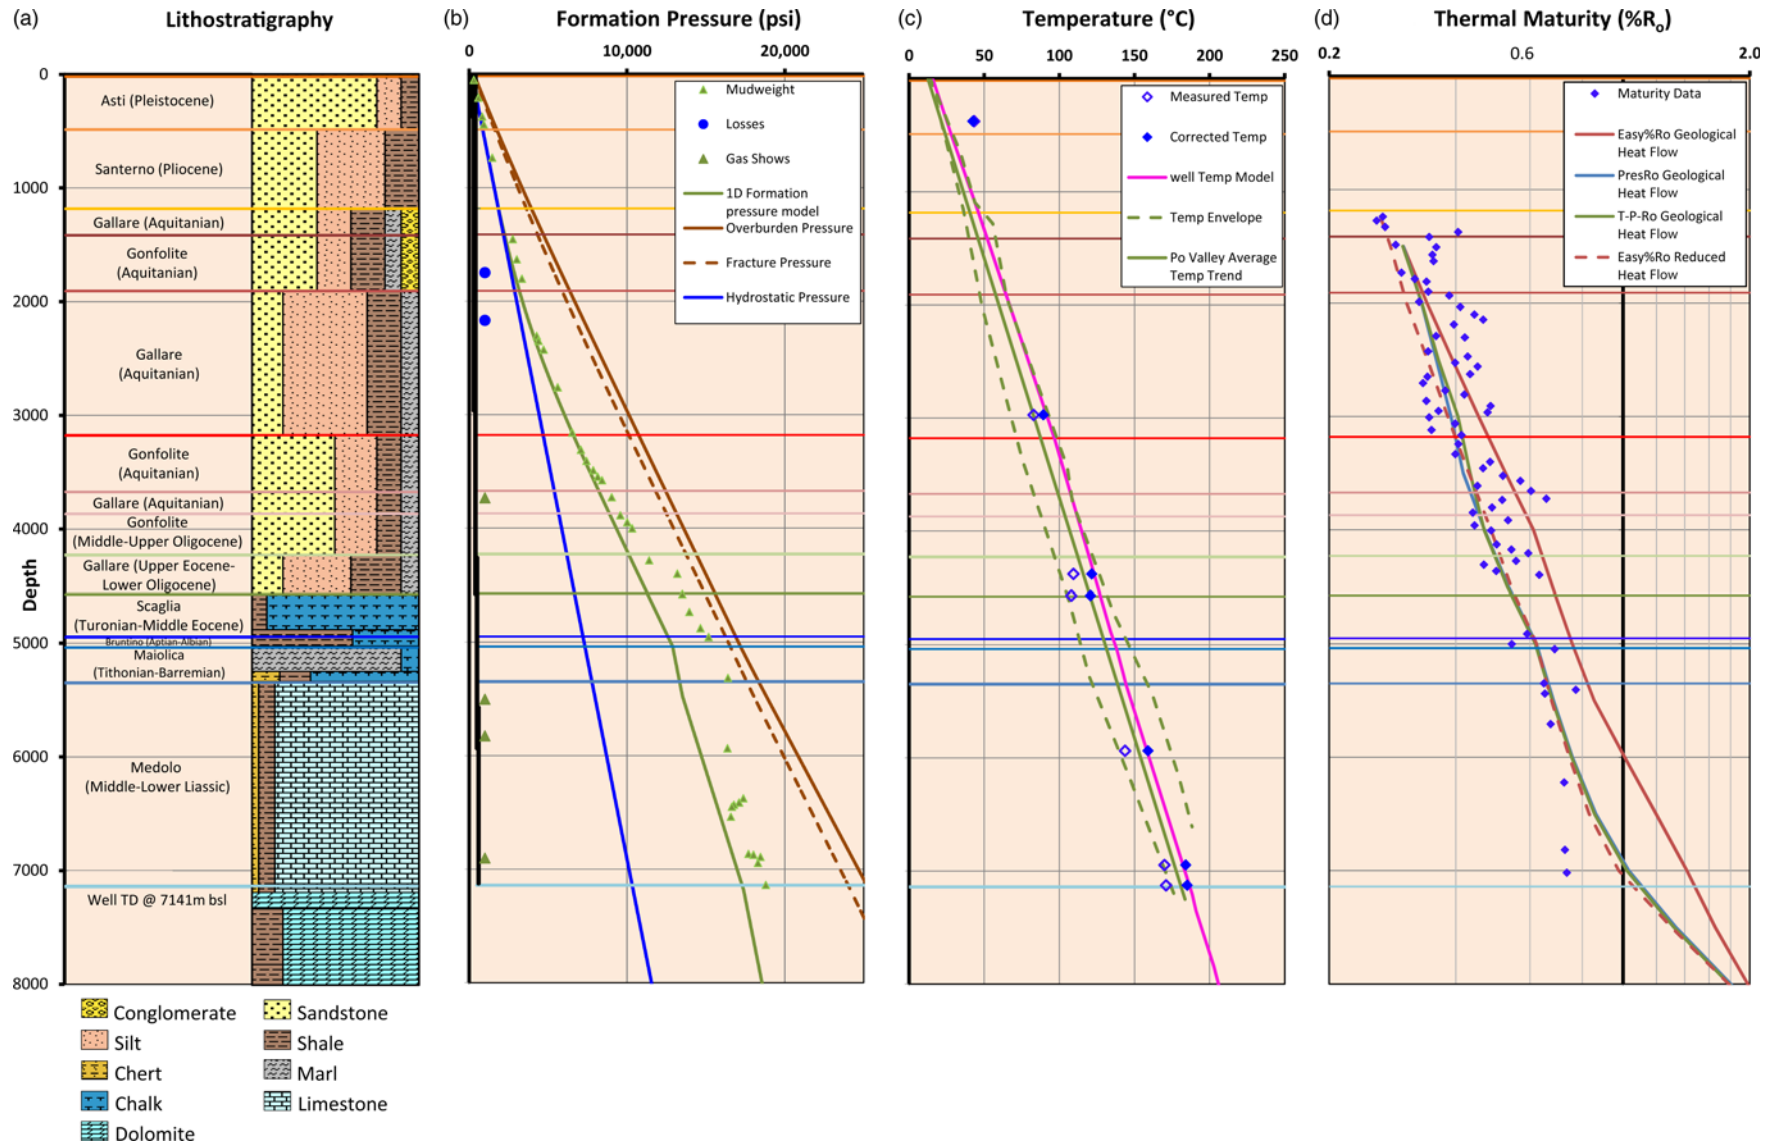 (a)
Lithostratigraphy
Depth
0
1000
2000
3000
4000
5000
6000
7000
8000
Asti (Pleistocene)
Santerno (Pliocene)
Gallare (Aquitanian)
Gonfolite
(Aquitanian)
Gallare
(Aquitanian)
Gonfolite
(Aquitanian)
Gallare (Aquitanian)
Gonfolite
(Middle-Upper Oligocene)
Gallare (Upper Eocene-
Lower Oligocene)
Scaglia
(Turonian-Middle Eocene)
Bruntino (Aptian-Albian)
Maiolica
(Tithonian-Barremian)
Medolo
(Middle-Lower Liassic)
Well TD @ 7141m bsl
Conglomerate
Sandstone
Silt
Shale
Chert
Marl
Chalk
Limestone
Dolomite
(b)
Formation Pressure (psi)
0
10,000
20,000
Mudweight
Losses
Gas Shows
1D Formation
pressure model
Overburden Pressure
Fracture Pressure
Hydrostatic Pressure
(c)
Temperature (°C)
0
50
100
150
200
250
Measured Temp
Corrected Temp
well Temp Model
Temp Envelope
Po Valley Average
Temp Trend
(d)
Thermal Maturity (%Ro)
0.2
0.6
2.0
Maturity Data
Easy%Ro Geological
Heat Flow
PresRo Geological
Heat Flow
T-P-Ro Geological
Heat Flow
Easy%Ro Reduced
Heat Flow